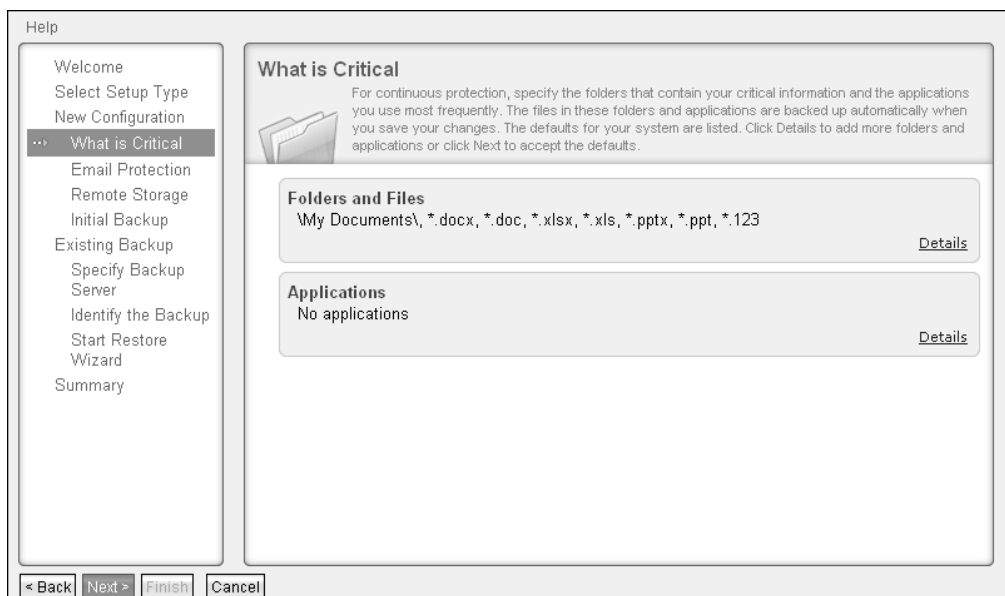 Help
Welcome
Select Setup Type
New Configuration
What is Critical
Email Protection
Remote Storage
Initial Backup
Existing Backup
Specify Backup
Server
Identify the Backup
Start Restore
Wizard
Summary
What is Critical
For continuous protection, specify the folders that contain your critical information and the applications
you use most frequently. The files in these folders and applications are backed up automatically when
you save your changes. The defaults for your system are listed. Click Details to add more folders and
applications or click Next to accept the defaults.
Folders and Files
\My Documents\, *.docx, *.doc, *.xlsx, *.xls, *.pptx, *.ppt, *.123
Details
Applications
No applications
Details
< Back Next > Finish Cancel